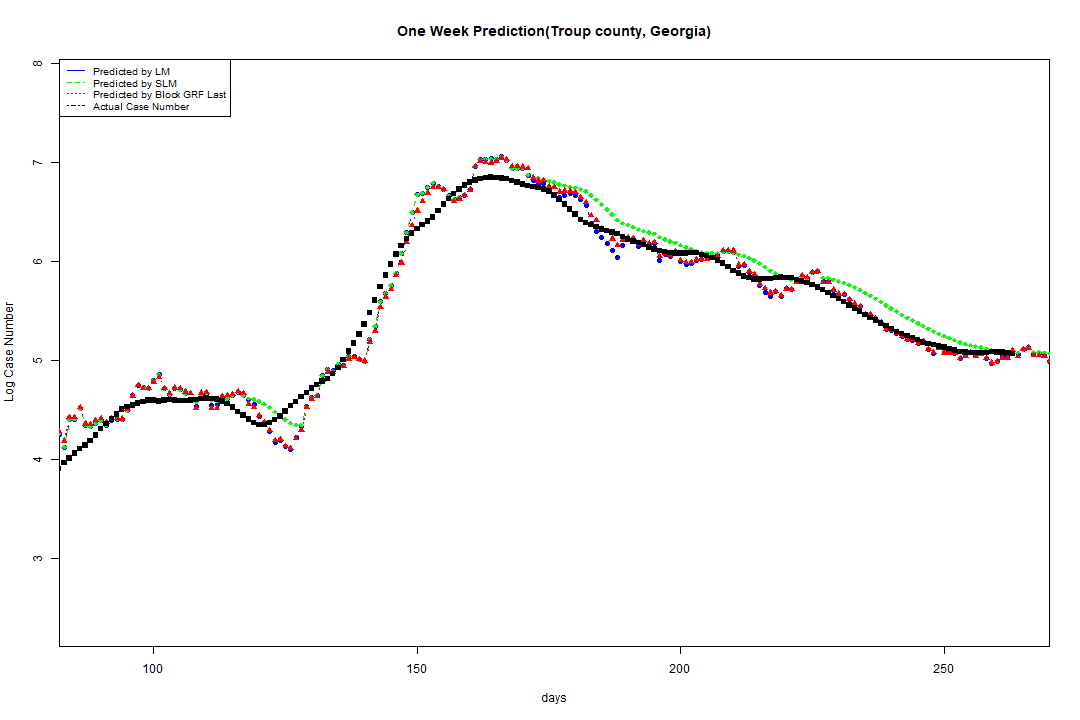 One Week Prediction(Troup county, Georgia)
Predicted by LM
Predicted by SLM
Predicted by Block GRF Last
Actual Case Number
8
7
6
5
4
3
Log Case Number
100 150 200 250
days